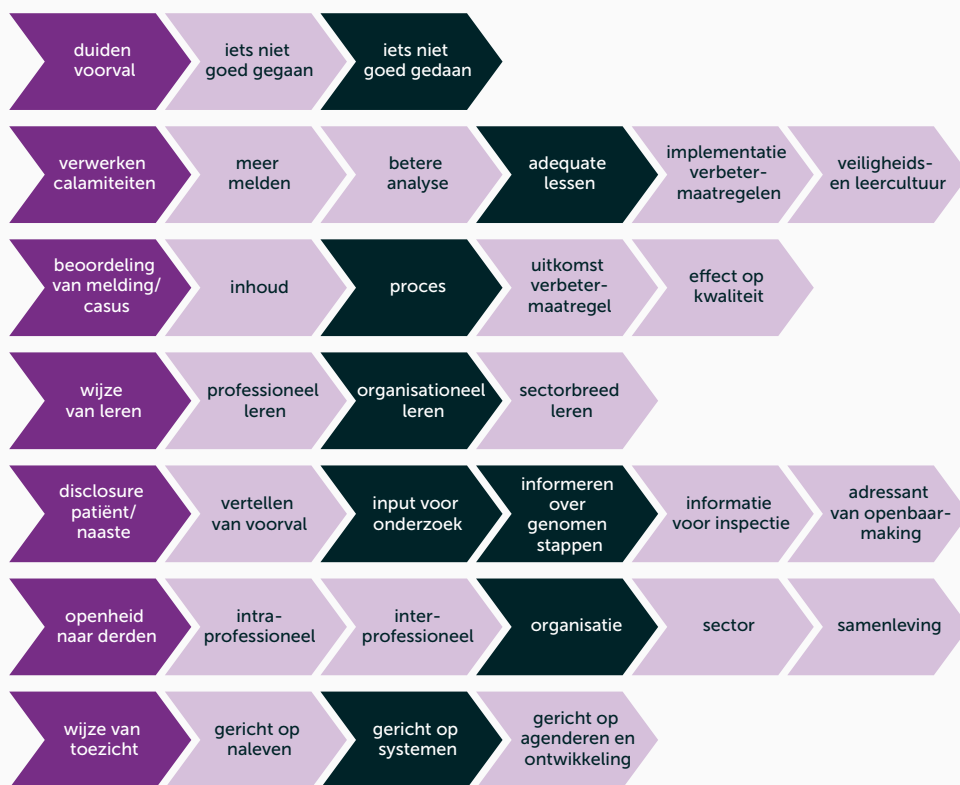 duiden
voorval
iets niet
goed gegaan
iets niet
goed gedaan
verwerken
calamiteiten
meer
melden
betere
analyse
adequate
lessen
implementatie
verbeter-
maatregelen
veiligheids-
en leercultuur
beoordeling
van melding/
casus
inhoud
proces
uitkomst
verbeter-
maatregel
effect op
kwaliteit
wijze
van leren
professioneel
leren
organisationeel
leren
sectorbreed
leren
disclosure
patiënt/
naaste
vertellen
van voorval
input voor
onderzoek
informeren
over
genomen
stappen
informatie
voor inspectie
adressant
van openbaar-
making
openheid
naar derden
intra-
professioneel
inter-
professioneel
organisatie
sector
samenleving
wijze van
toezicht
gericht op
naleven
gericht op
systemen
gericht op
agenderen en
ontwikkeling